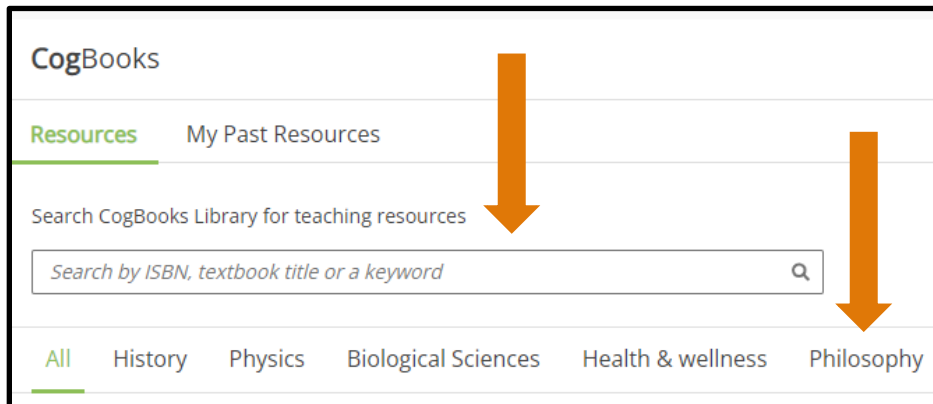 CogBooks
Resources My Past Resources
Search CogBooks Library for teaching resources
Search by ISBN, textbook title or a keyword
All History Physics Biological Sciences Health & wellness Philosophy